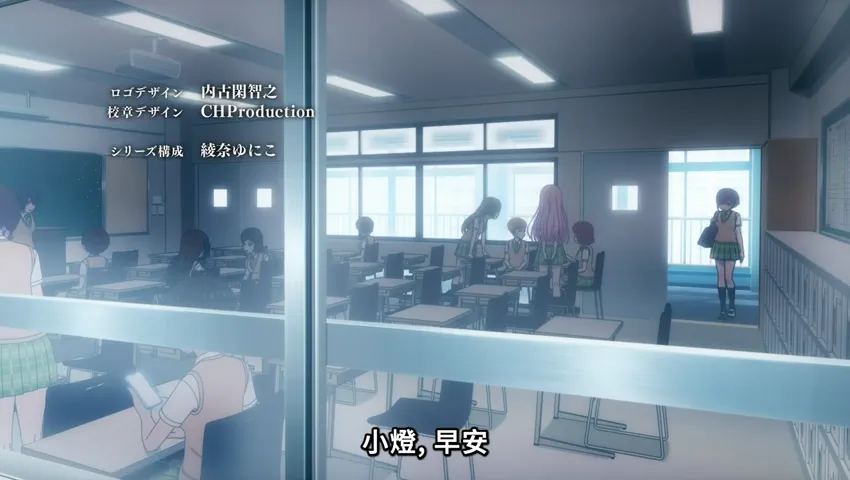 ロゴデザイン 内古閑智之
校章デザイン CHProduction
シリーズ構成 綾奈ゆにこ
小燈, 早安